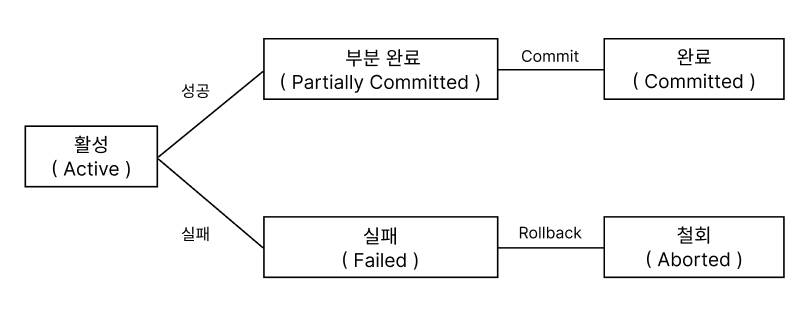 부분 완료
( Partially Committed )
Commit
완료
( Committed )
성공
활성
( Active )
실패
실패
( Failed )
Rollback
철회
( Aborted )